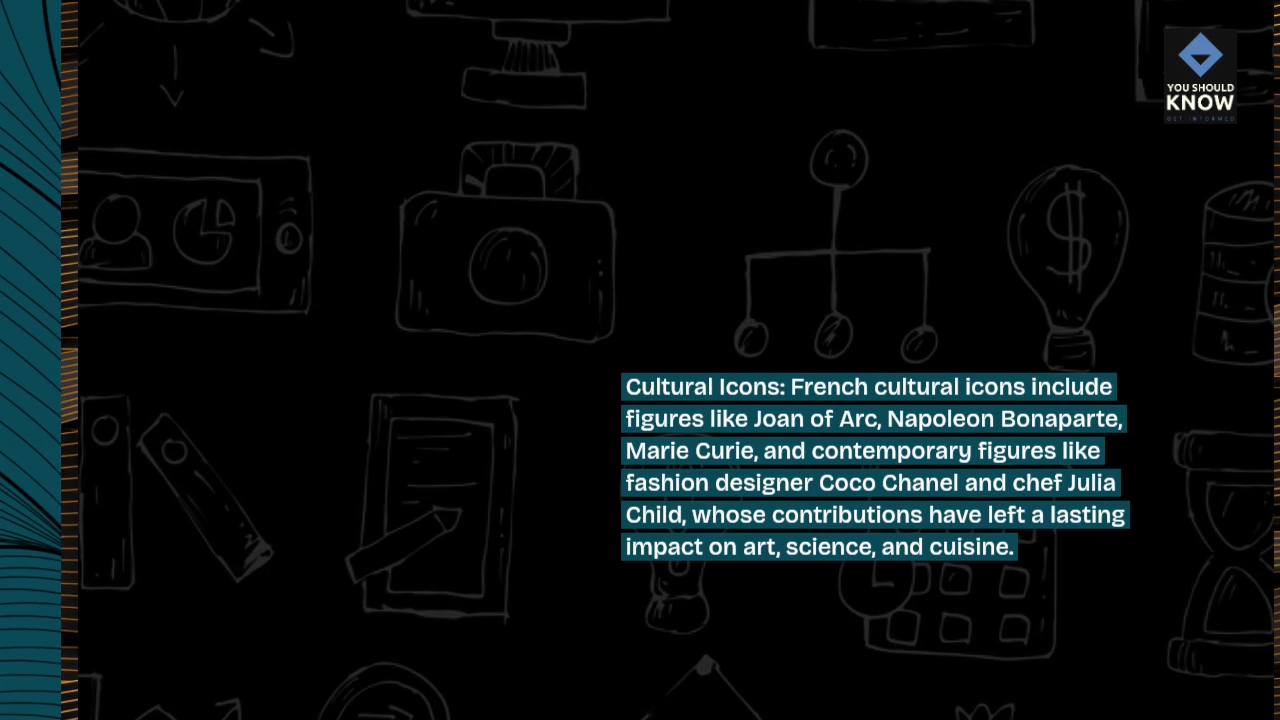 YOU SHOULD
KNOW
GET INFORMED
Cultural Icons: French cultural icons include
figures like Joan of Arc, Napoleon Bonaparte,
Marie Curie, and contemporary figures like
fashion designer Coco Chanel and chef Julia
Child, whose contributions have left a lasting
impact on art, science, and cuisine.